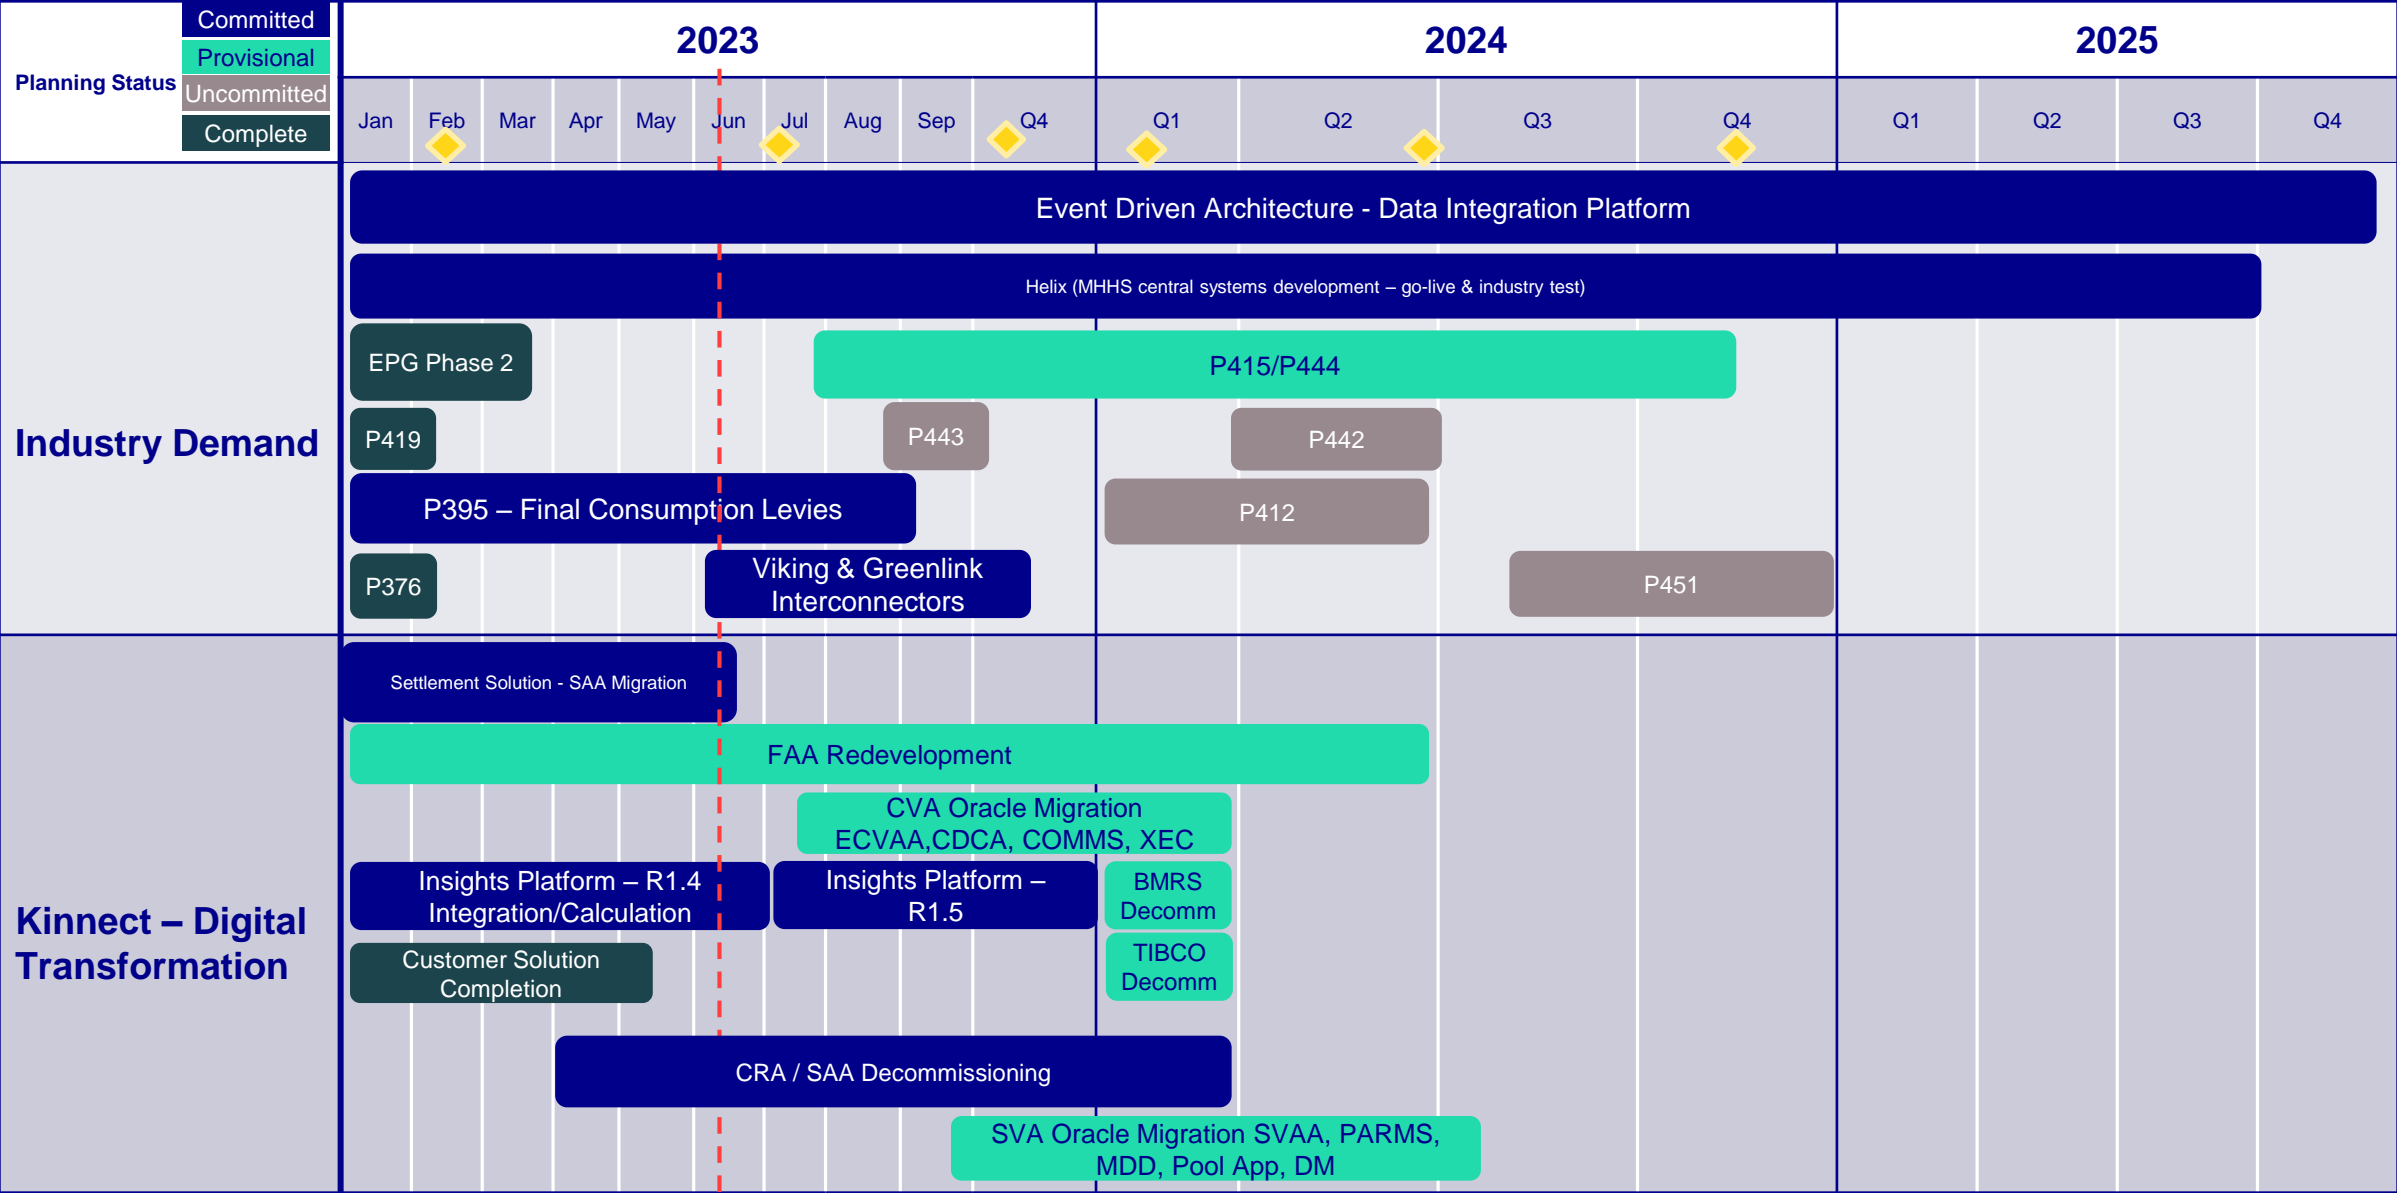 Planning Status
Committed
Provisional
Uncommitted
Complete
2023
2024
2025
Jan
Feb
Mar
Apr
May
Jun
Jul
Aug
Sep
Q4
Q1
Q2
Q3
Q4
Q1
Q2
Q3
Q4
Industry Demand
Event Driven Architecture - Data Integration Platform
Helix (MHHS central systems development – go-live & industry test)
EPG Phase 2
P415/P444
P419
P443
P442
P395 – Final Consumption Levies
P412
P376
Viking & Greenlink
Interconnectors
P451
Kinnect – Digital
Transformation
Settlement Solution - SAA Migration
FAA Redevelopment
CVA Oracle Migration
ECVAA,CDCA, COMMS, XEC
Insights Platform – R1.4
Integration/Calculation
Insights Platform –
R1.5
BMRS
Decomm
Customer Solution
Completion
TIBCO
Decomm
CRA / SAA Decommissioning
SVA Oracle Migration SVAA, PARMS,
MDD, Pool App, DM